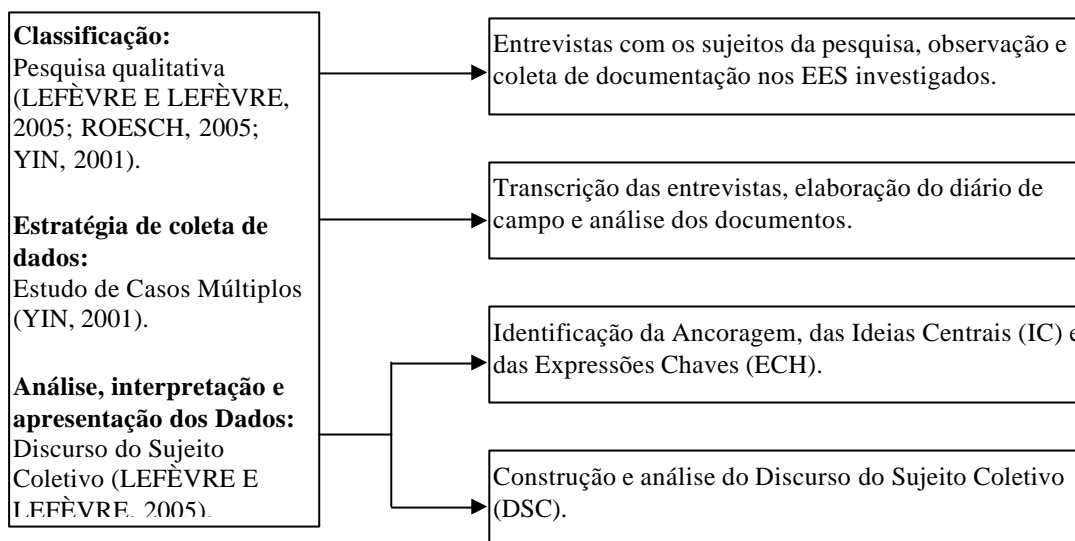 Classificação:
Pesquisa qualitativa
(LEFÈVRE E LEFÈVRE,
2005; ROESCH, 2005;
YIN, 2001).
Estratégia de coleta de
dados:
Estudo de Casos Múltiplos
(YIN, 2001).
Análise, interpretação e
apresentação dos Dados:
Discurso do Sujeito
Coletivo (LEFÈVRE E
LEFÈVRE, 2005).
Entrevistas com os sujeitos da pesquisa, observação e
coleta de documentação nos EES investigados.
Transcrição das entrevistas, elaboração do diário de
campo e análise dos documentos.
Identificação da Ancoragem, das Ideias Centrais (IC) e
das Expressões Chaves (ECH).
Construção e análise do Discurso do Sujeito Coletivo
(DSC).